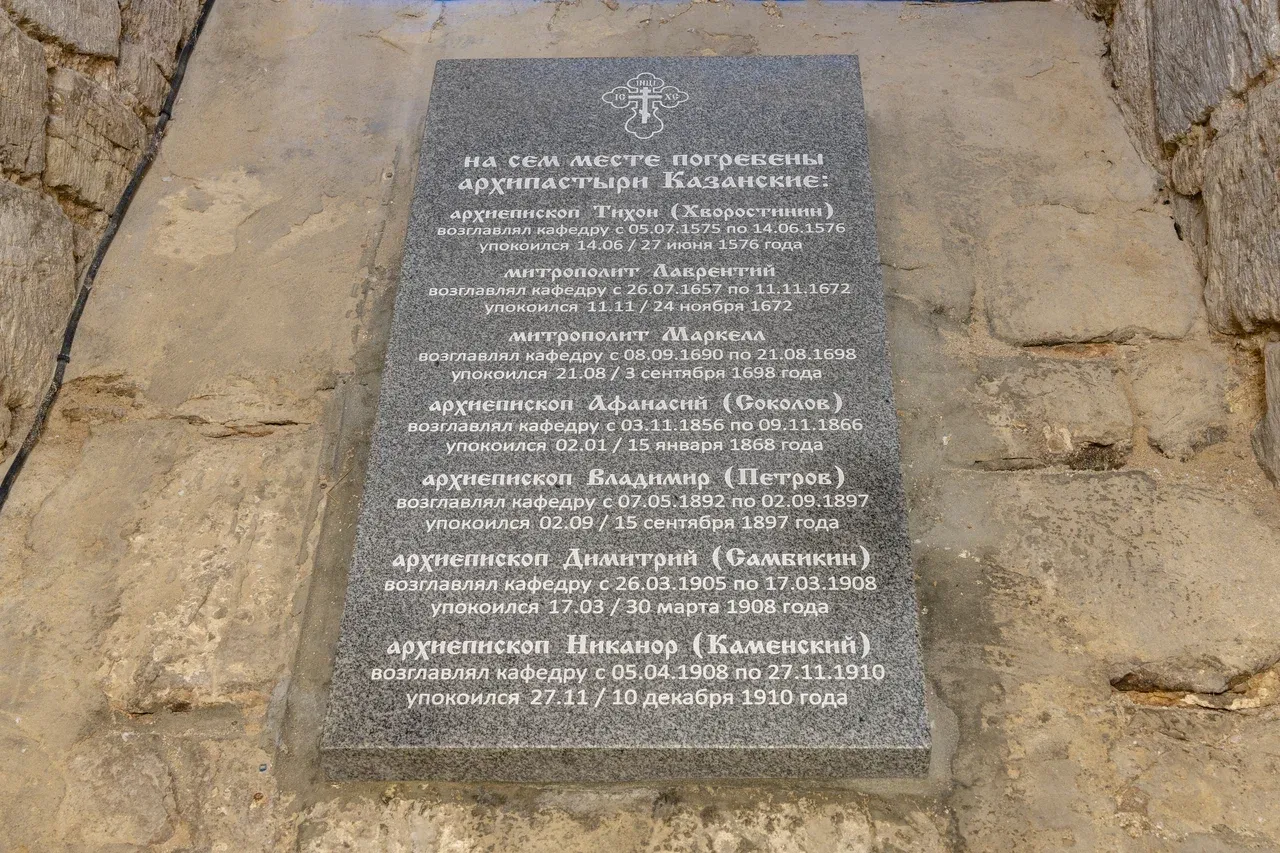 ІНЦІ
ІС ХС
на сем месте погребены
архипастыри Казанские:
архиепископ Тихон (Хворостинин)
возглавлял кафедру с 05.07.1575 по 14.06.1576
упокоился 14.06 / 27 июня 1576 года
митрополит Лаврентий
возглавлял кафедру с 26.07.1657 по 11.11.1672
упокоился 11.11 / 24 ноября 1672
митрополит Маркелл
возглавлял кафедру с 08.09.1690 по 21.08.1698
упокоился 21.08 / 3 сентября 1698 года
архиепископ Афанасий (Соколов)
возглавлял кафедру с 03.11.1856 по 09.11.1866
упокоился 02.01 / 15 января 1868 года
архиепископ Владимир (Петров)
возглавлял кафедру с 07.05.1892 по 02.09.1897
упокоился 02.09 / 15 сентября 1897 года
архиепископ Димитрий (Самбикин)
возглавлял кафедру с 26.03.1905 по 17.03.1908
упокоился 17.03 / 30 марта 1908 года
архиепископ Никанор (Каменский)
возглавлял кафедру с 05.04.1908 по 27.11.1910
упокоился 27.11 / 10 декабря 1910 года